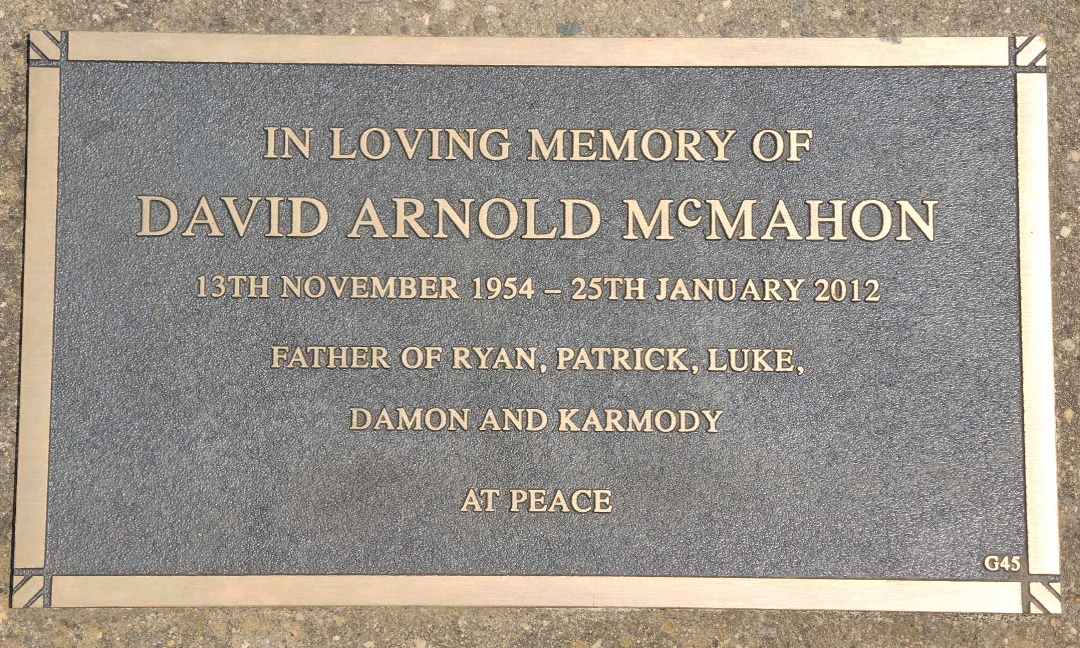 IN LOVING MEMORY OF
DAVID ARNOLD McMAHON
13TH NOVEMBER 1954 – 25TH JANUARY 2012
FATHER OF RYAN, PATRICK, LUKE,
DAMON AND KARMODY
AT PEACE
G45